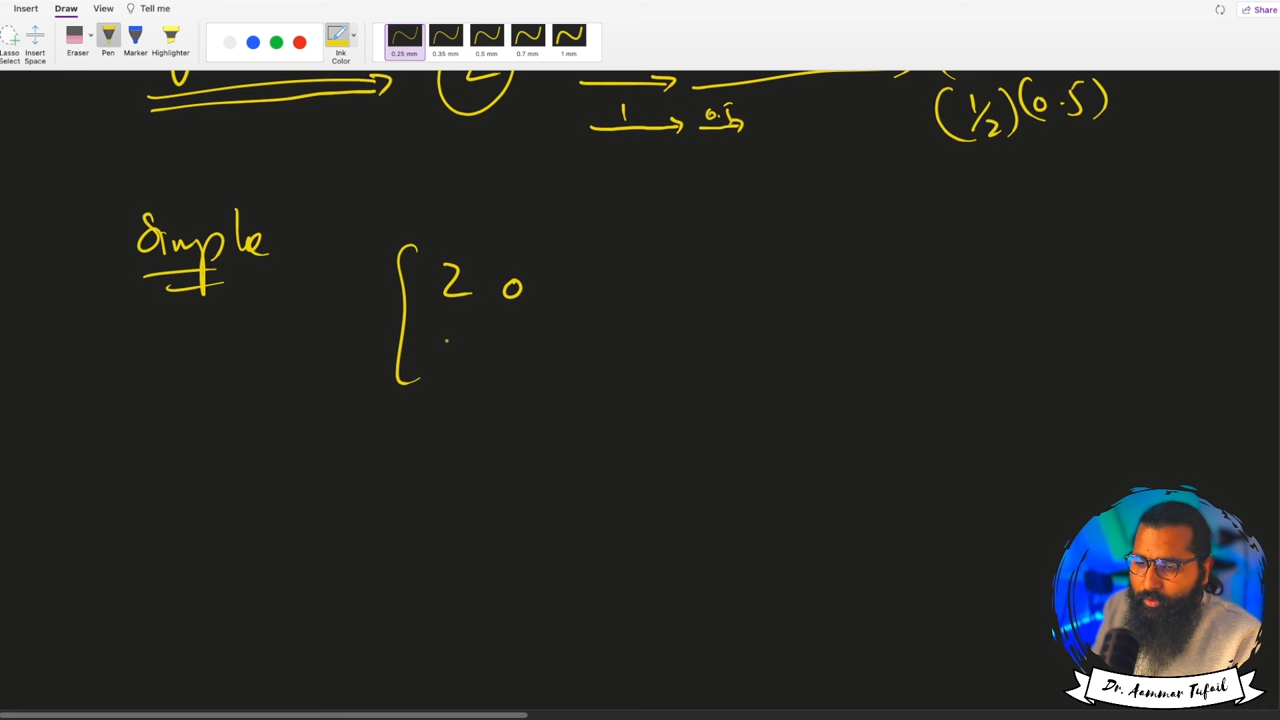 Insert Draw View Tell me
Share
Lasso Select
Insert Space
Eraser
Pen
Marker
Highlighter
Ink Color
0.25 mm
0.35 mm
0.5 mm
0.7 mm
1 mm
1 0.5
(1/2)(0.5)
Simple
2 0
Dr. Aammar Tufail